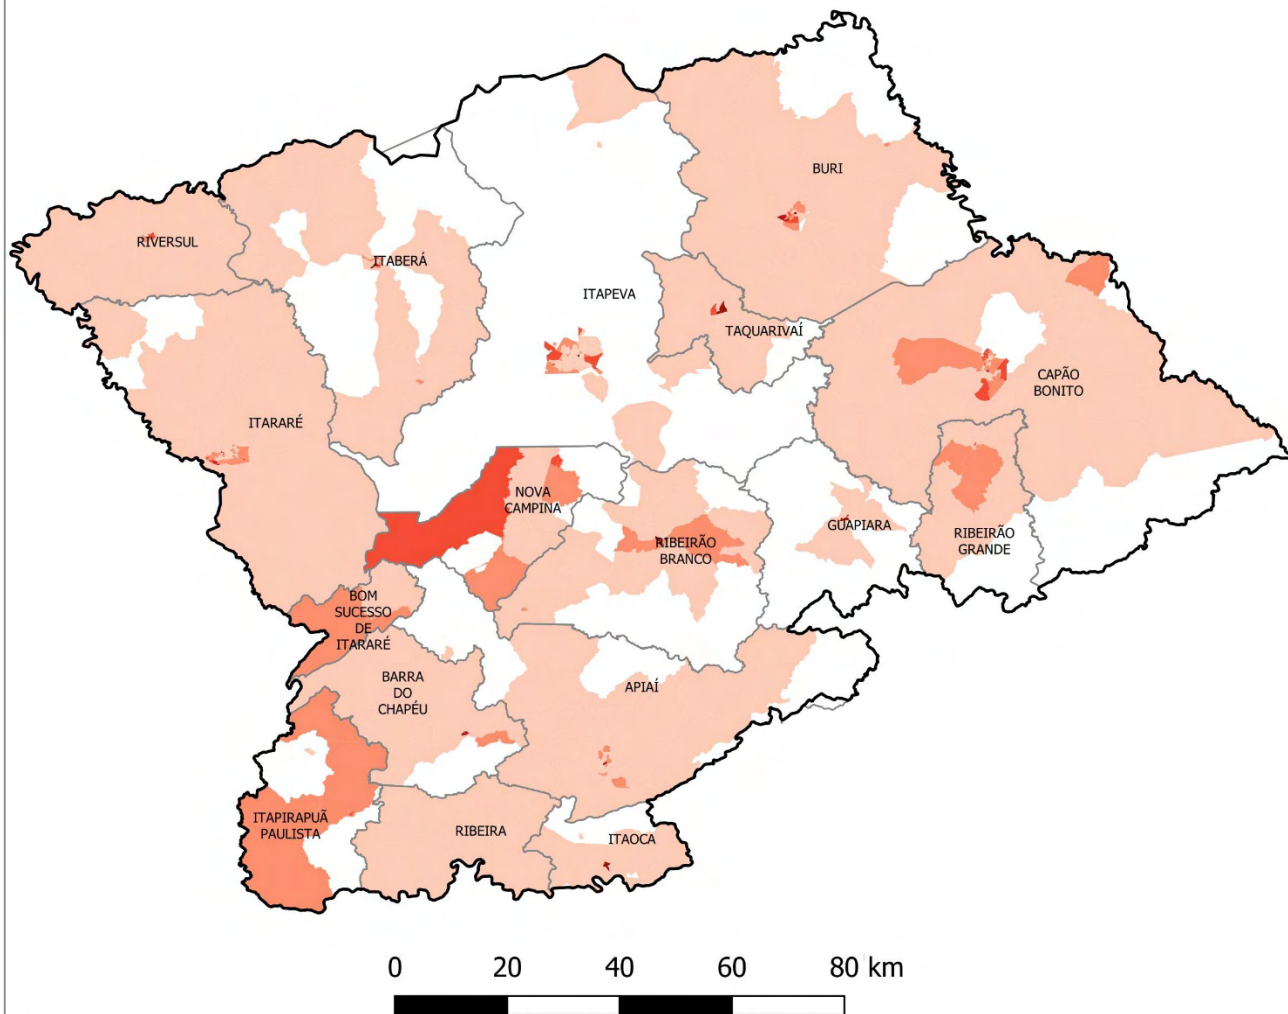 BURI
RIVERSUL
ITABERÁ
ITAPEVA
TAQUARIVAÍ
CAPÃO
BONITO
ITARARÉ
NOVA
CAMPINA
GUAPIARA
RIBEIRÃO
GRANDE
RIBEIRÃO
BRANCO
BOM
SUCESSO
DE
ITARARÉ
BARRA
DO
CHAPÉU
APIAÍ
ITAPIRAPUÃ
PAULISTA
RIBEIRA
ITAOCA
0 20 40 60 80 km